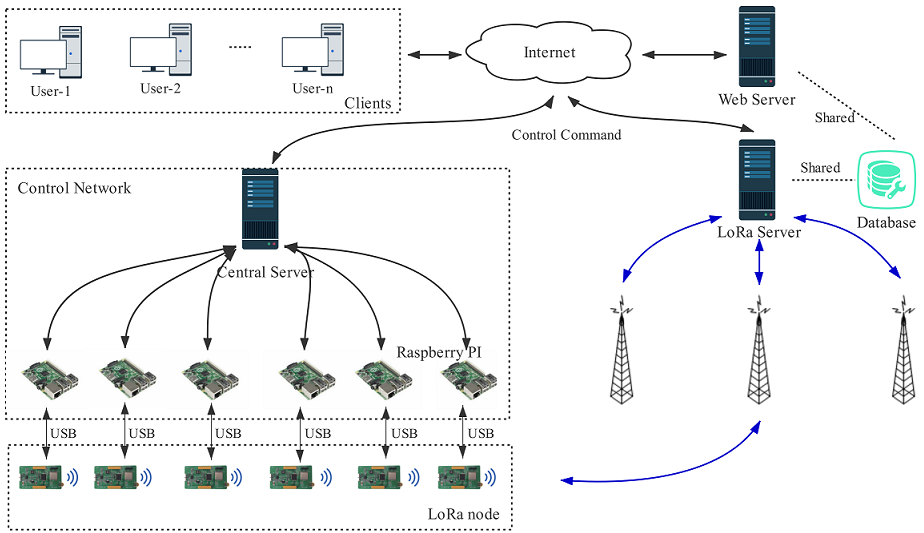 User-1
User-2
User-n
Clients
Internet
Web Server
Control Command
Shared
Shared
Database
LoRa Server
Control Network
Central Server
Raspberry PI
USB
USB
USB
USB
USB
USB
LoRa node